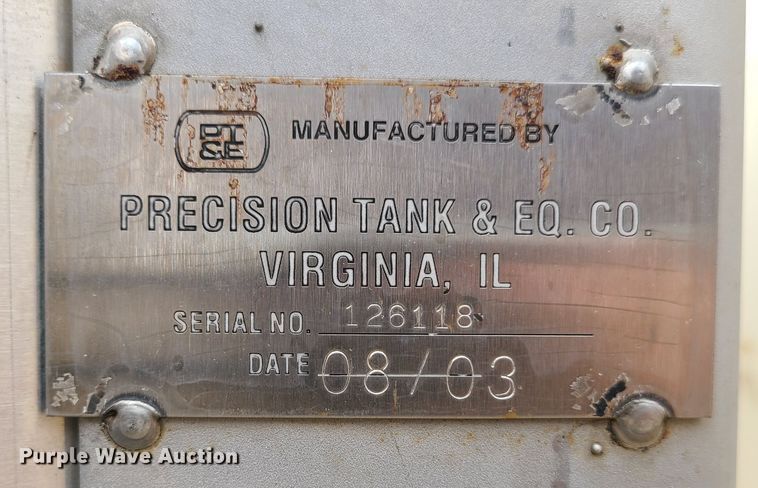 PT
&E
MANUFACTURED BY
PRECISION TANK & EQ. CO.
VIRGINIA, IL
SERIAL NO. 126118
DATE 08/03
Purple Wave Auction